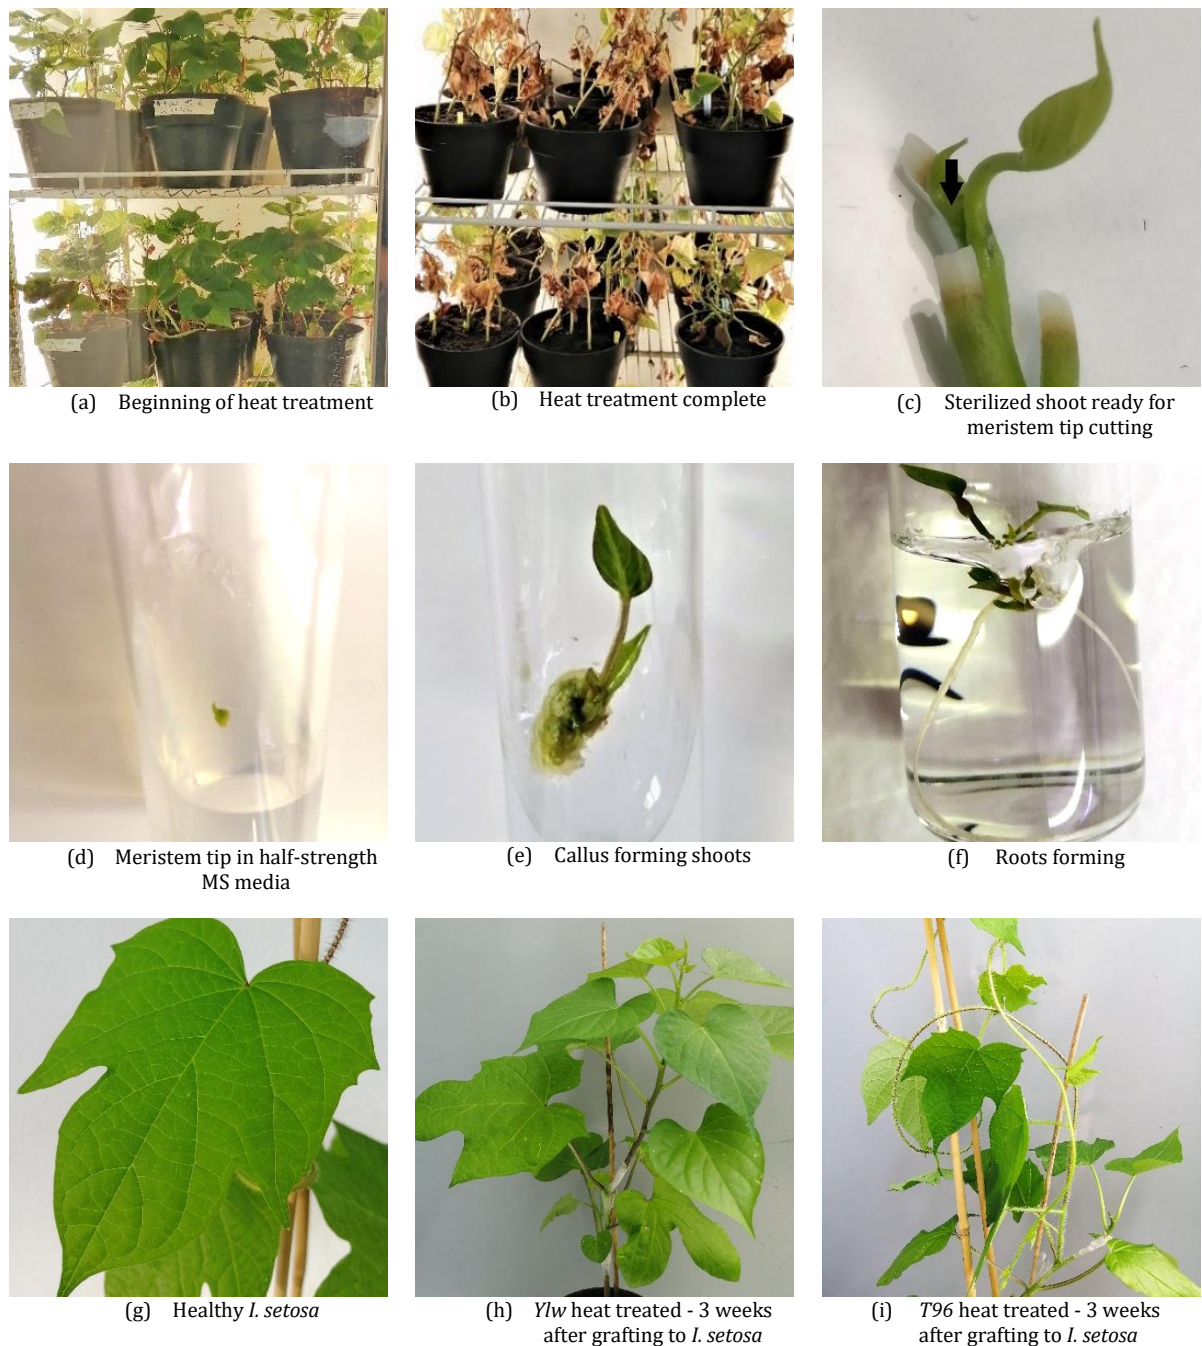 (a) Beginning of heat treatment
(b) Heat treatment complete
(c) Sterilized shoot ready for
meristem tip cutting
(d) Meristem tip in half-strength
MS media
(e) Callus forming shoots
(f) Roots forming
(g) Healthy I. setosa
(h) Ylw heat treated - 3 weeks
after grafting to I. setosa
(i) T96 heat treated - 3 weeks
after grafting to I. setosa